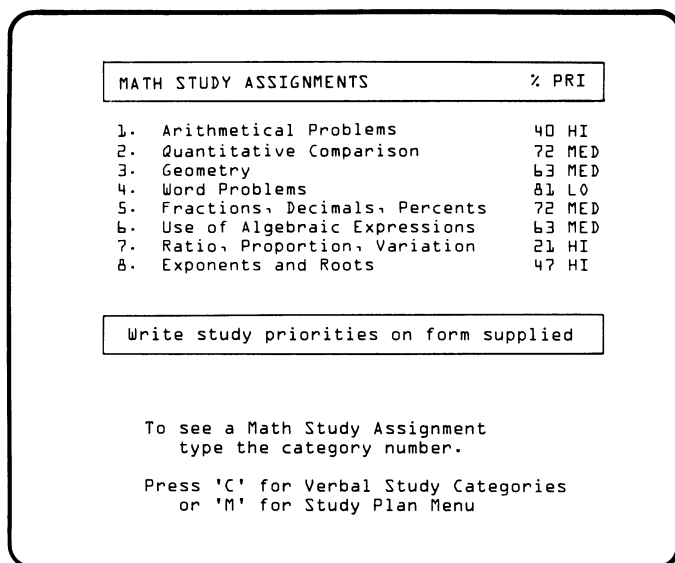 MATH STUDY ASSIGNMENTS % PRI
1. Arithmetical Problems 40 HI
2. Quantitative Comparison 72 MED
3. Geometry 63 MED
4. Word Problems 81 LO
5. Fractions, Decimals, Percents 72 MED
6. Use of Algebraic Expressions 63 MED
7. Ratio, Proportion, Variation 21 HI
8. Exponents and Roots 47 HI
Write study priorities on form supplied
To see a Math Study Assignment
type the category number.
Press 'C' for Verbal Study Categories
or 'M' for Study Plan Menu